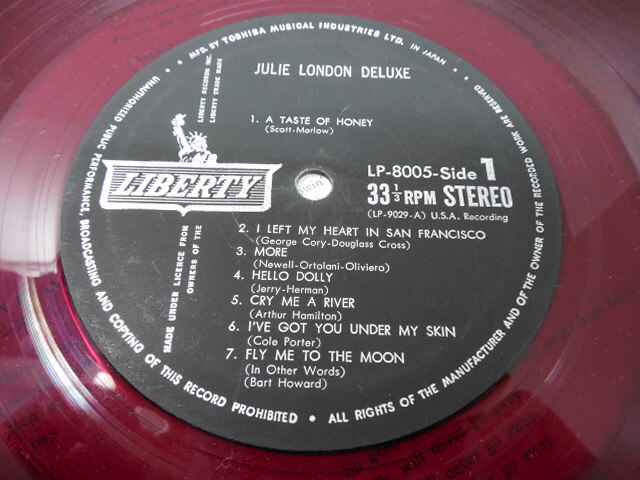 MFD. BY TOSHIBA MUSICAL INDUSTRIES LTD. IN JAPAN • ALL RIGHTS OF THE MANUFACTURER AND OF THE OWNER OF THE RECORDED WORK ARE RESERVED
UNAUTHORIZED PUBLIC PERFORMANCE, BROADCASTING AND COPYING OF THIS RECORD PROHIBITED •
JULIE LONDON DELUXE
LIBERTY RECORDS INC.
LIBERTY TRADE MARK
1. A TASTE OF HONEY
(Scott-Marlow)
LIBERTY
LP-8005-Side 1
33 1/3 RPM STEREO
(LP-9029-A) U.S.A. Recording
MADE UNDER LICENCE FROM
OWNERS OF THE
2. I LEFT MY HEART IN SAN FRANCISCO
(George Cory-Douglass Cross)
3. MORE
(Newell-Ortolani-Oliviero)
4. HELLO DOLLY
(Jerry-Herman)
5. CRY ME A RIVER
(Arthur Hamilton)
6. I'VE GOT YOU UNDER MY SKIN
(Cole Porter)
7. FLY ME TO THE MOON
(In Other Words)
(Bart Howard)